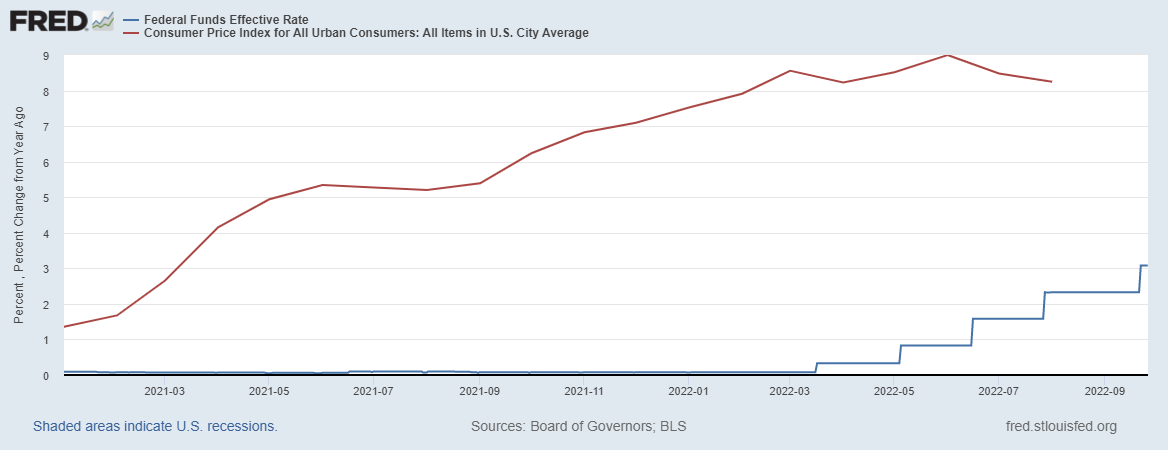 FRED
Federal Funds Effective Rate
Consumer Price Index for All Urban Consumers: All Items in U.S. City Average
Percent , Percent Change from Year Ago
9
8
7
6
5
4
3
2
1
0
2021-03 2021-05 2021-07 2021-09 2021-11 2022-01 2022-03 2022-05 2022-07 2022-09
Shaded areas indicate U.S. recessions. Sources: Board of Governors; BLS fred.stlouisfed.org